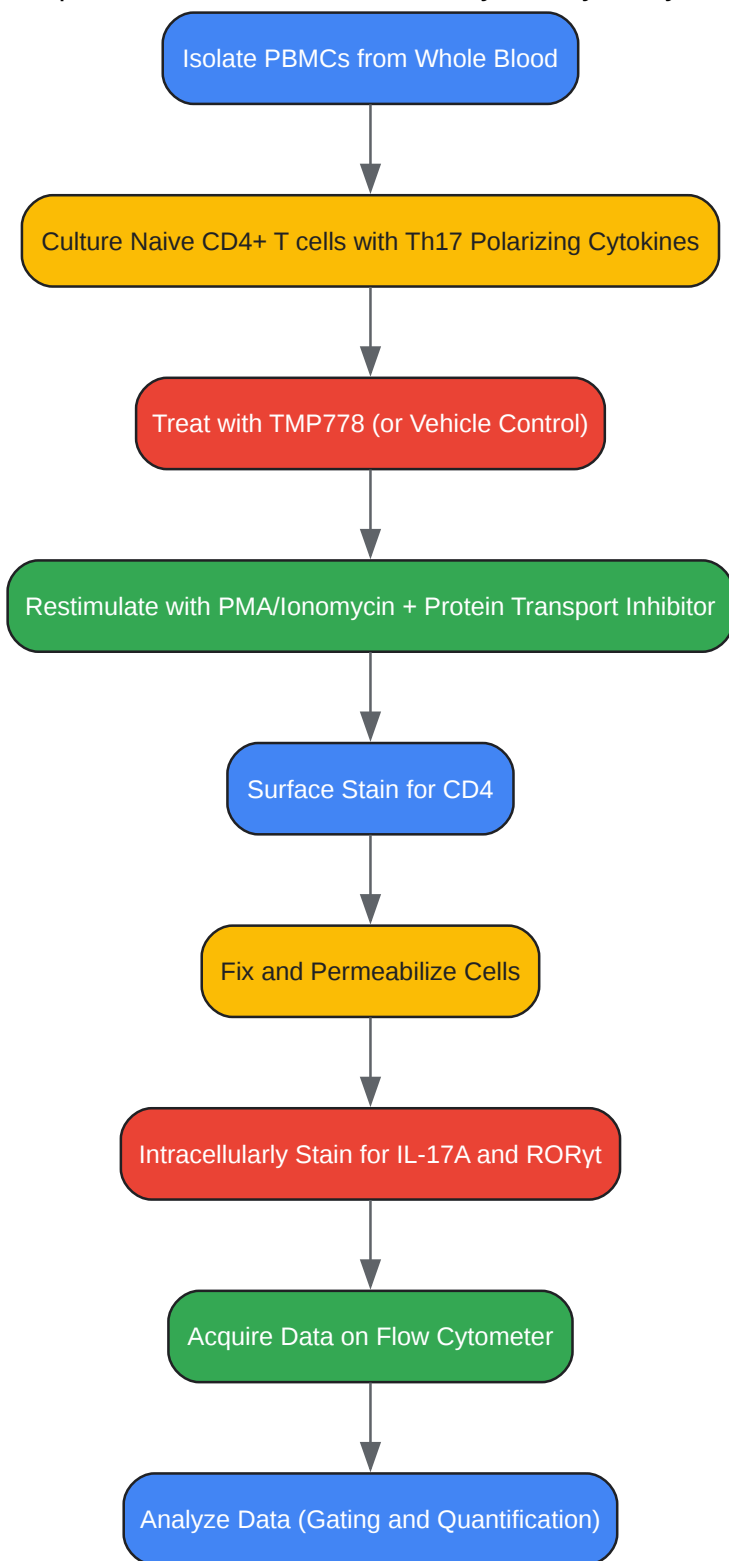 Isolate PBMCs from Whole Blood
Culture Naive CD4+ T cells with Th17 Polarizing Cytokines
Treat with TMP778 (or Vehicle Control)
Restimulate with PMA/Ionomycin + Protein Transport Inhibitor
Surface Stain for CD4
Fix and Permeabilize Cells
Intracellularly Stain for IL-17A and RORγt
Acquire Data on Flow Cytometer
Analyze Data (Gating and Quantification)